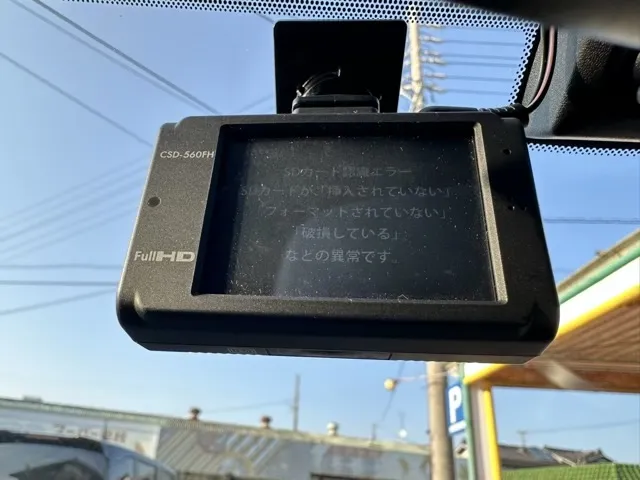 CSD-560FH
SDカード認識エラー
SDカードが「挿入されていない」
「フォーマットされていない」
「破損している」
などの異常です。
FullHD
P